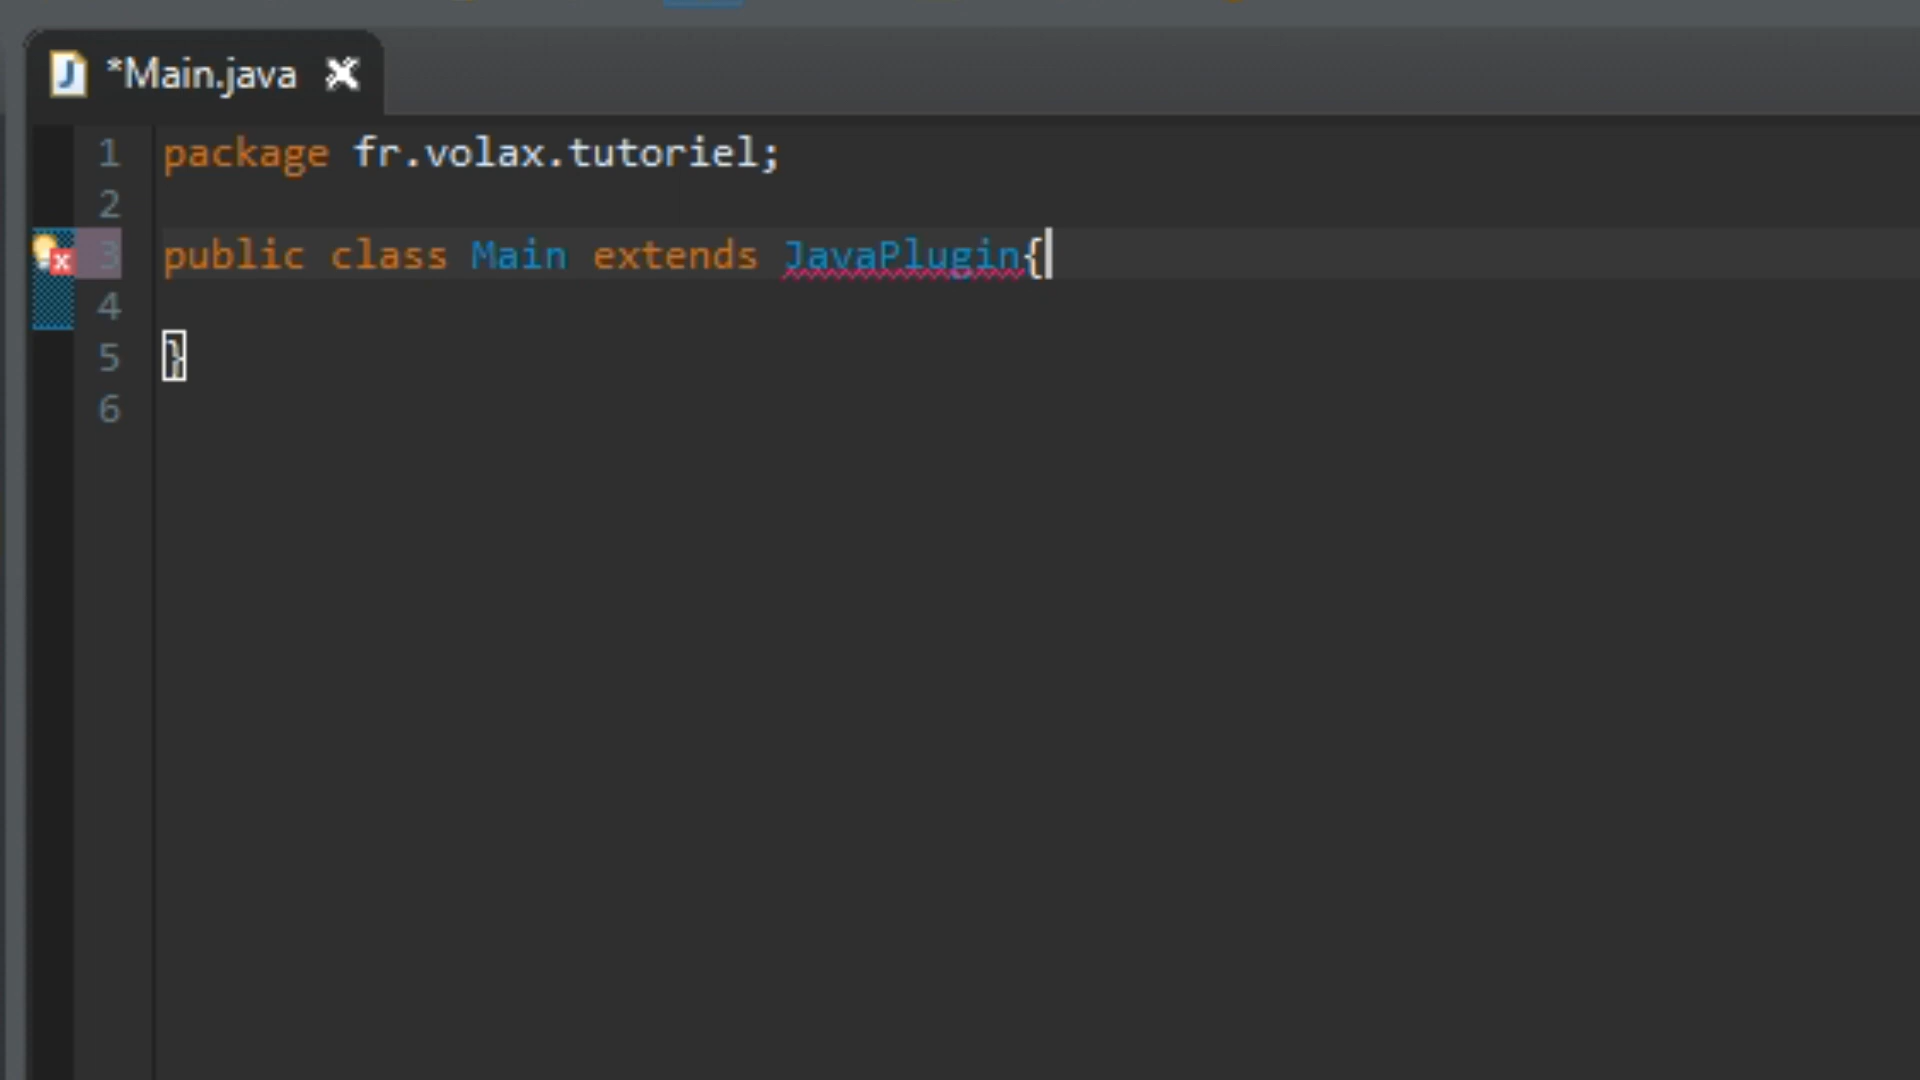 *Main.java
1 package fr.volax.tutoriel;
2
3 public class Main extends JavaPlugin{
4
5 }
6